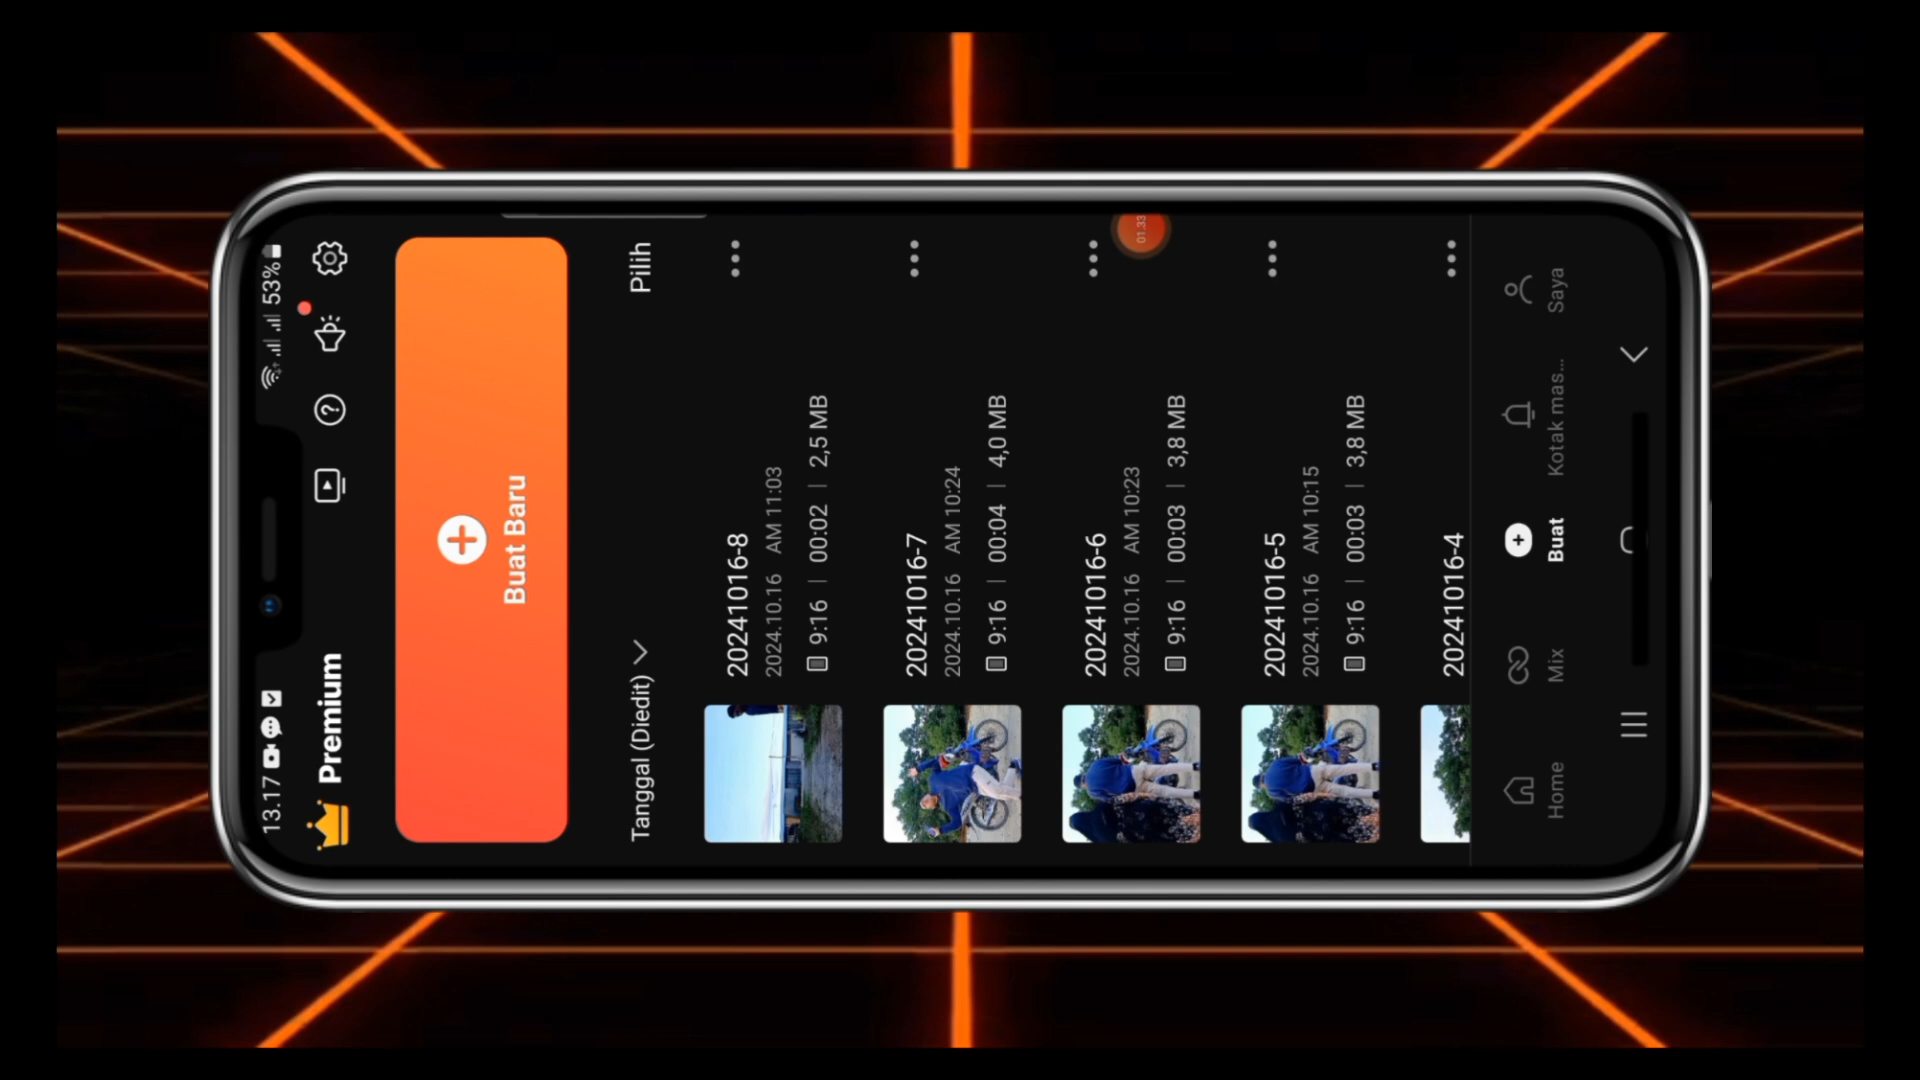 13.17
53%
Premium
Buat Baru
Tanggal (Diedit)
Pilih
20241016-8
2024.10.16 AM 11:03
9:16 | 00:02 | 2,5 MB
20241016-7
2024.10.16 AM 10:24
9:16 | 00:04 | 4,0 MB
20241016-6
2024.10.16 AM 10:23
9:16 | 00:03 | 3,8 MB
01.33
20241016-5
2024.10.16 AM 10:15
9:16 | 00:03 | 3,8 MB
20241016-4
Home
Mix
Buat
Kotak mas...
Saya